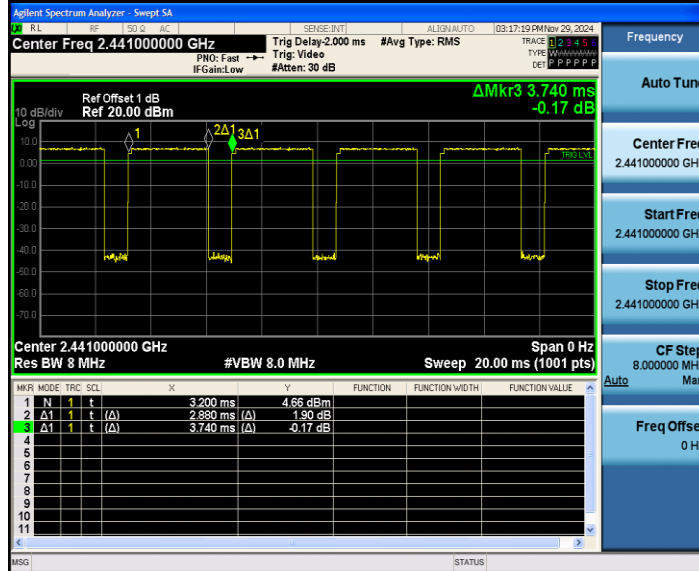 Agilent Spectrum Analyzer - Swept SA
RL RF 50 Ω AC SENSE:INT ALIGNAUTO 03:17:19 PM Nov 29, 2024
Center Freq 2.441000000 GHz
PNO: Fast
IFGain:Low
Trig Delay-2.000 ms
Trig: Video
#Atten: 30 dB
#Avg Type: RMS
TRACE 1 2 3 4 5 6
TYPE
DET P P P P P P
ΔMkr3 3.740 ms
-0.17 dB
Ref Offset 1 dB
10 dB/div Ref 20.00 dBm
Log
1
2Δ1
3Δ1
10.0
0.00
-10.0
-20.0
-30.0
-40.0
-50.0
-60.0
-70.0
TRIG LVL
Center 2.441000000 GHz Span 0 Hz
Res BW 8 MHz #VBW 8.0 MHz Sweep 20.00 ms (1001 pts)
MKR MODE TRC SCL X Y FUNCTION FUNCTION WIDTH FUNCTION VALUE
1 N 1 t 3.200 ms 4.66 dBm
2 Δ1 1 t (Δ) 2.880 ms (Δ) 1.90 dB
3 Δ1 1 t (Δ) 3.740 ms (Δ) -0.17 dB
4
5
6
7
8
9
10
11
MSG STATUS
Frequency
Auto Tun
Center Fre
2.441000000 GH
Start Fre
2.441000000 GH
Stop Fre
2.441000000 GH
CF Step
8.000000 MH
Auto Ma
Freq Offse
0 H